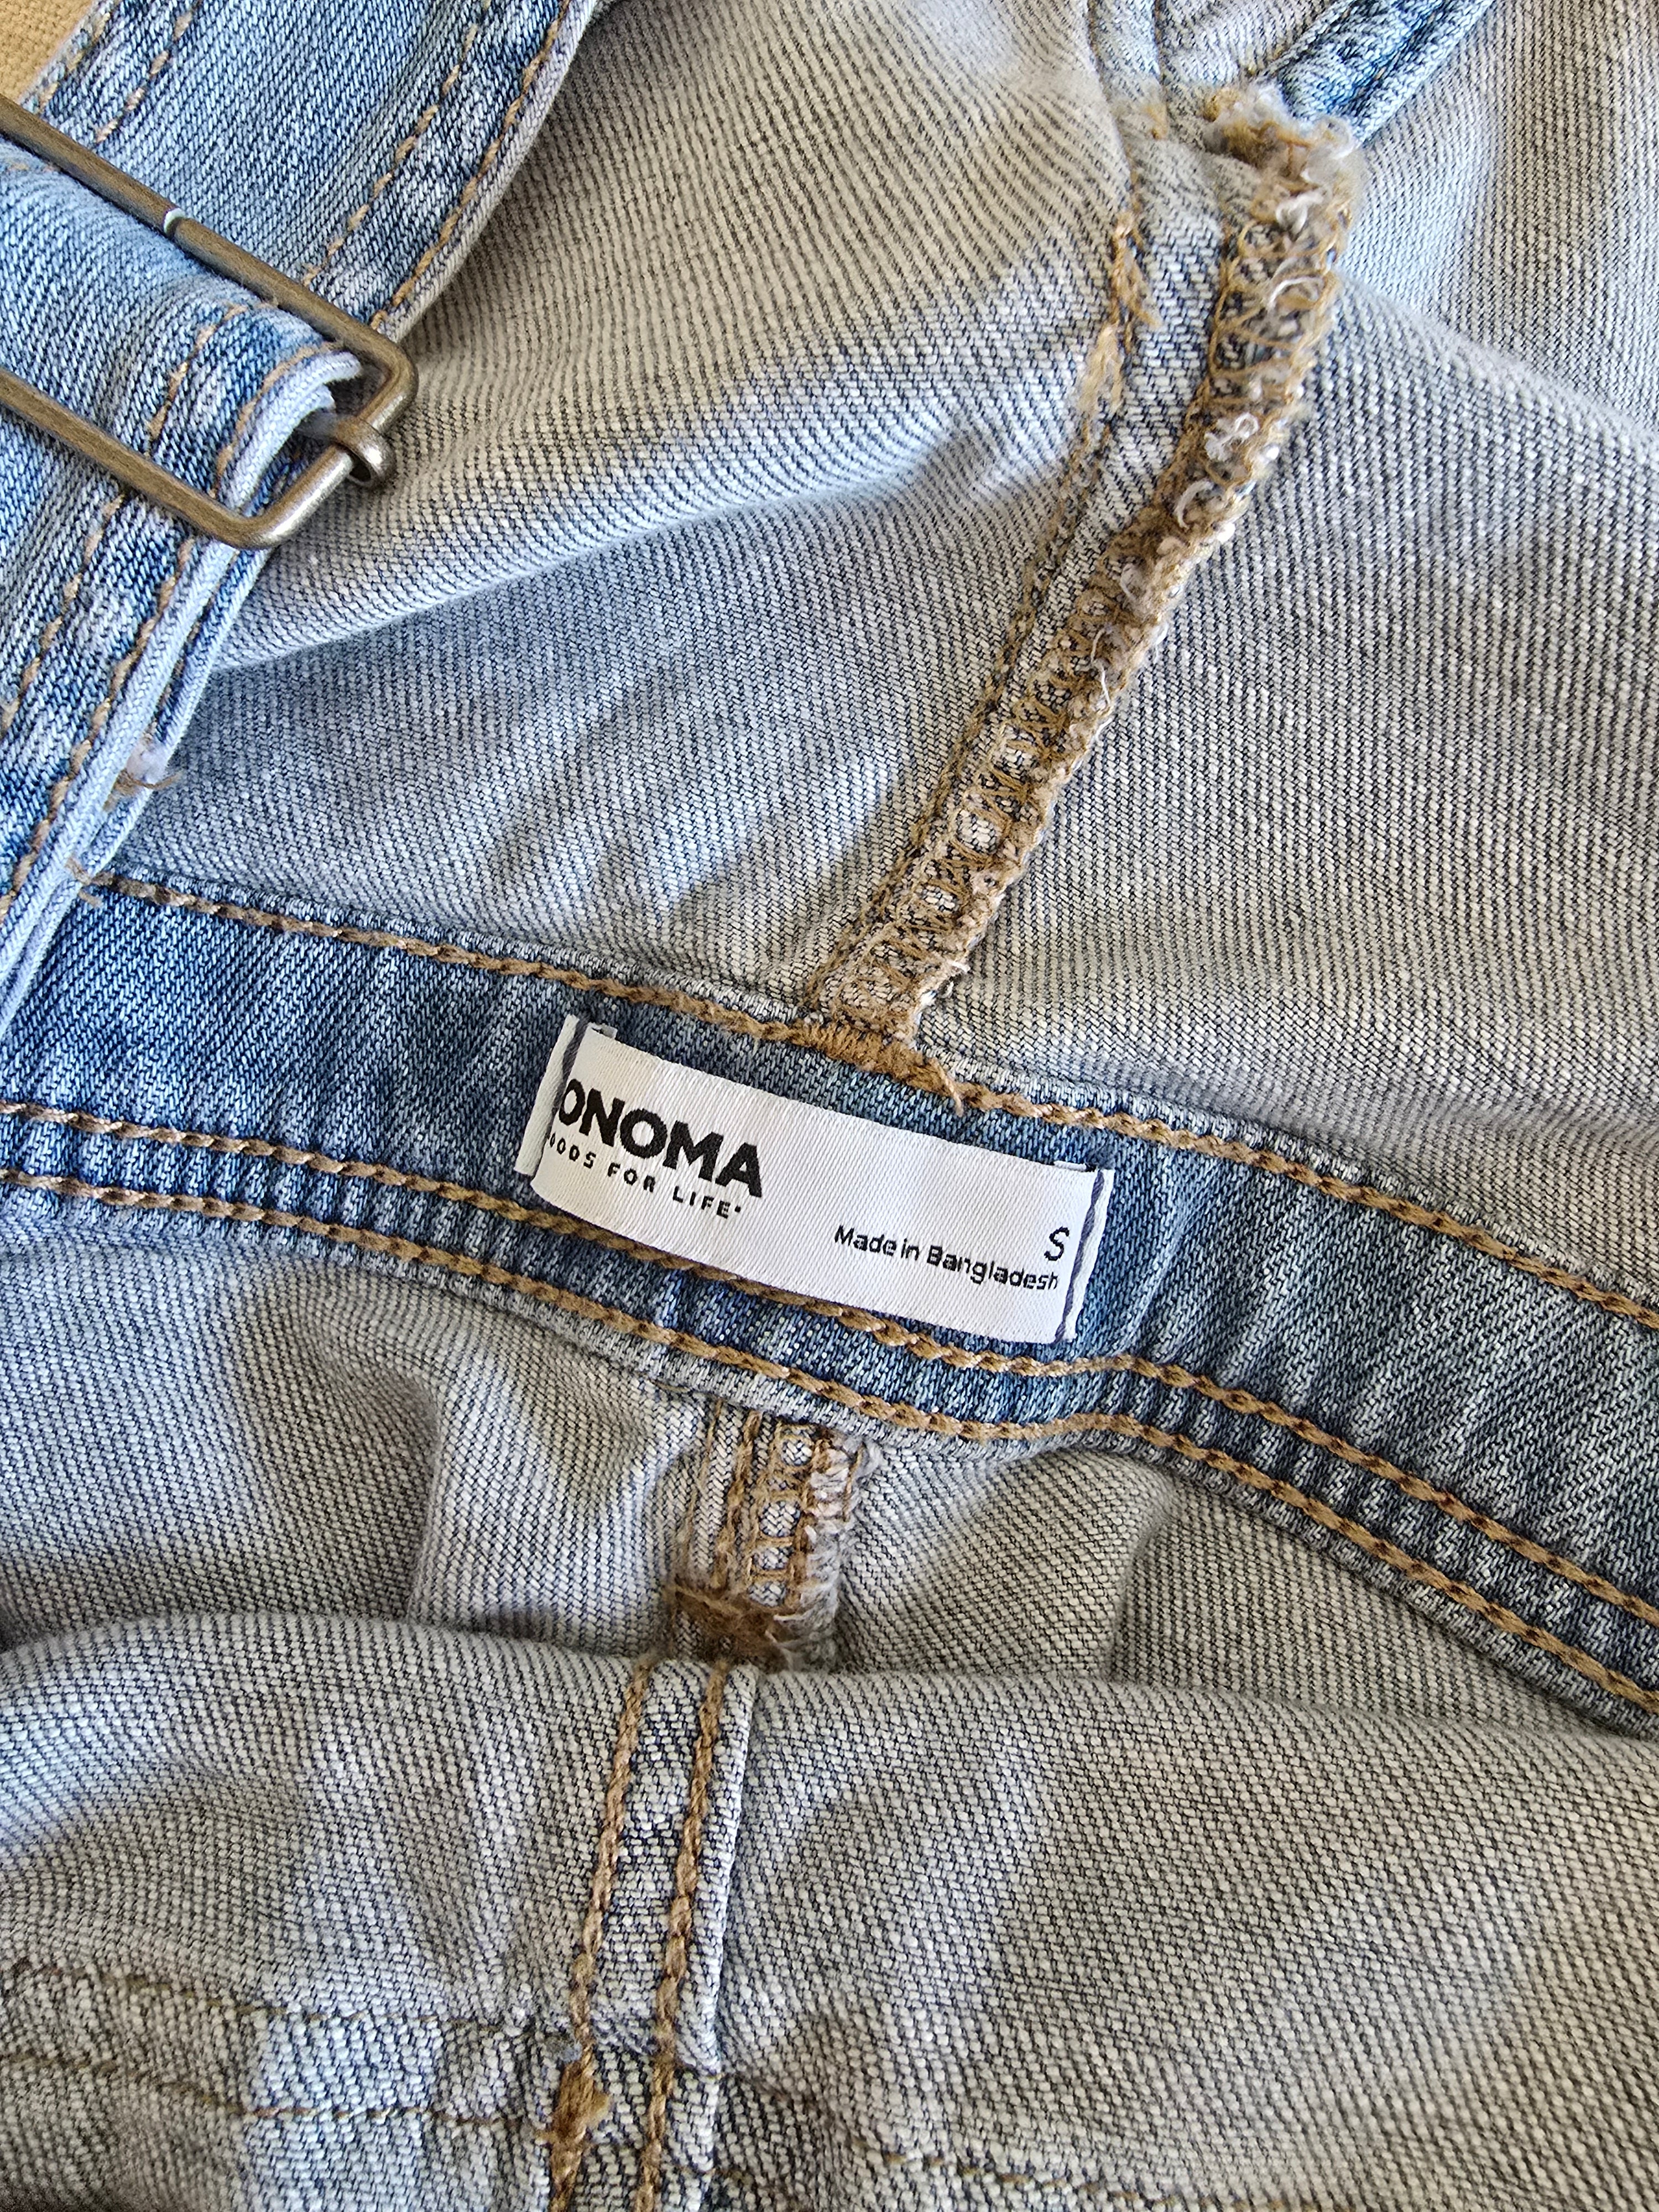 ONOMA
OODS FOR LIFE
S
Made in Bangladesh